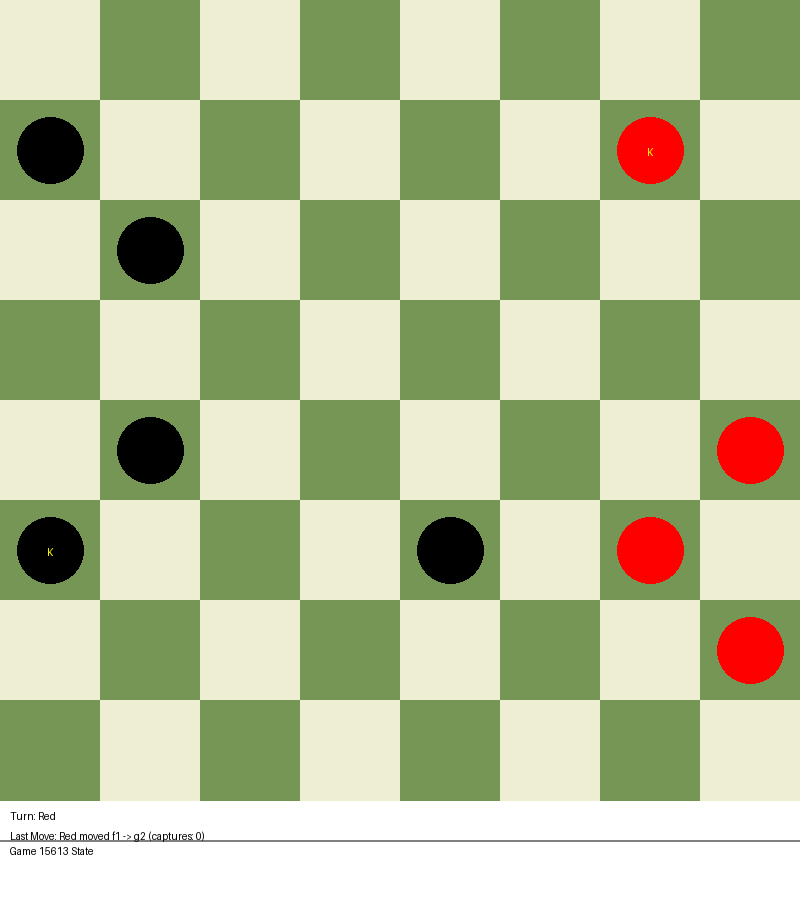 K
K
Turn: Red
Last Move: Red moved f1 -> g2 (captures: 0)
Game 15613 State